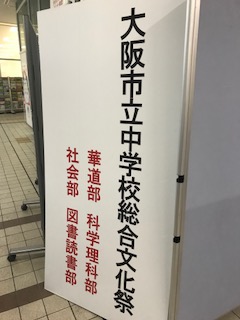 大阪市立中学校総合文化祭
華道部 科学理科部
社会部 図書読書部